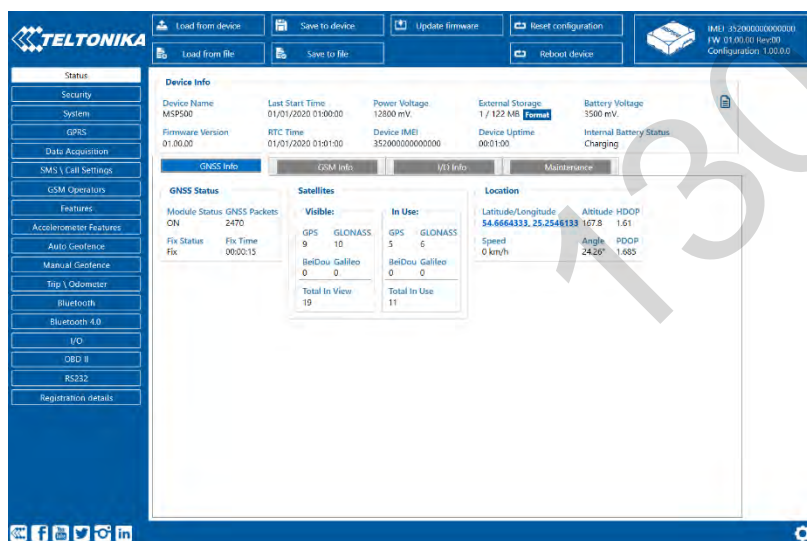 TELTONIKA
Load from device
Save to device
Update firmware
Reset configuration
Load from file
Save to file
Reboot device
IMEI 352000000000000
FW 01.00.00 Rev:00
Configuration 1.00.0.0
Status
Security
System
GPRS
Data Acquisition
SMS \ Call Settings
GSM Operators
Features
Accelerometer Features
Auto Geofence
Manual Geofence
Trip \ Odometer
Bluetooth
Bluetooth 4.0
I/O
OBD II
RS232
Registration details
Device Info
Device Name Last Start Time Power Voltage External Storage Battery Voltage
MSP500 01/01/2020 01:00:00 12800 mV. 1 / 122 MB Format 3500 mV.
Firmware Version RTC Time Device IMEI Device Uptime Internal Battery Status
01.00.00 01/01/2020 01:01:00 352000000000000 00:01:00 Charging
GNSS Info GSM Info I/O Info Maintenance
GNSS Status
Module Status GNSS Packets
ON 2470
Fix Status Fix Time
Fix 00:00:15
Satellites
Visible:
GPS GLONASS
9 10
BeiDou Galileo
0 0
Total In View
19
In Use:
GPS GLONASS
5 6
BeiDou Galileo
0 0
Total In Use
11
Location
Latitude/Longitude Altitude HDOP
54.6664333, 25.2546133 167.8 1.61
Speed Angle PDOP
0 km/h 24.26° 1.685
130